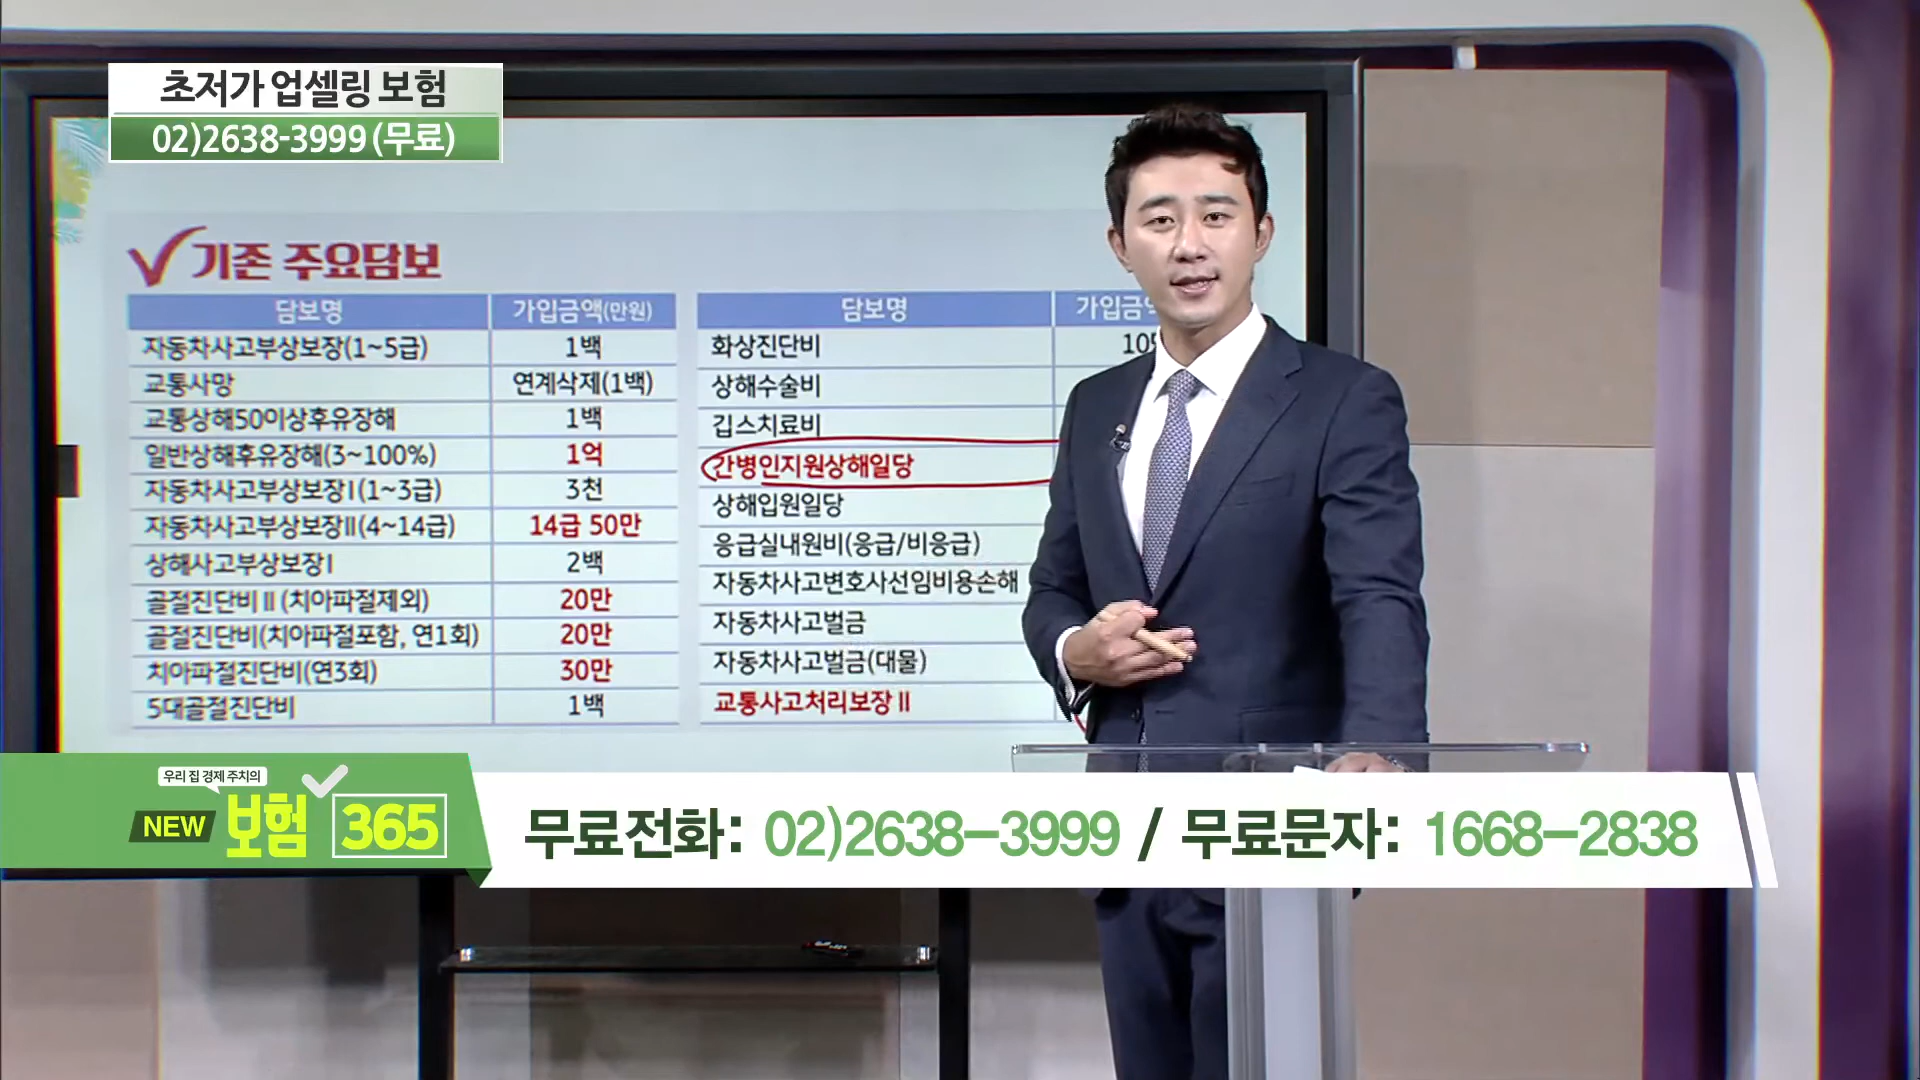 초저가 업셀링 보험
02)2638-3999 (무료)
기존 주요담보
담보명 가입금액(만원)
자동차사고부상보장(1~5급) 1백
교통사망 연계삭제(1백)
교통상해50이상후유장해 1백
일반상해후유장해(3~100%) 1억
자동차사고부상보장I(1~3급) 3천
자동차사고부상보장II(4~14급) 14급 50만
상해사고부상보장I 2백
골절진단비II(치아파절제외) 20만
골절진단비(치아파절포함, 연1회) 20만
치아파절진단비(연3회) 30만
5대골절진단비 1백
담보명
화상진단비
상해수술비
깁스치료비
간병인지원상해일당
상해입원일당
응급실내원비(응급/비응급)
자동차사고변호사선임비용손해
자동차사고벌금
자동차사고벌금(대물)
교통사고처리보장II
우리 집 경제 주치의
NEW 보험 365
무료전화: 02)2638-3999 / 무료문자: 1668-2838